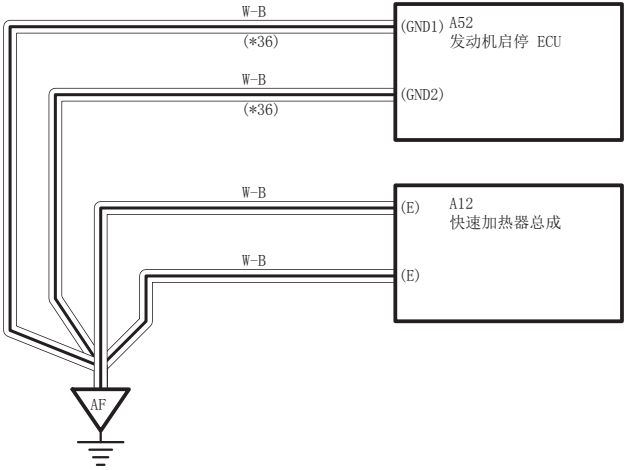 W-B
(*36)
(GND1)
A52
发动机启停 ECU
W-B
(*36)
(GND2)
W-B
(E)
A12
快速加热器总成
W-B
(E)
AF